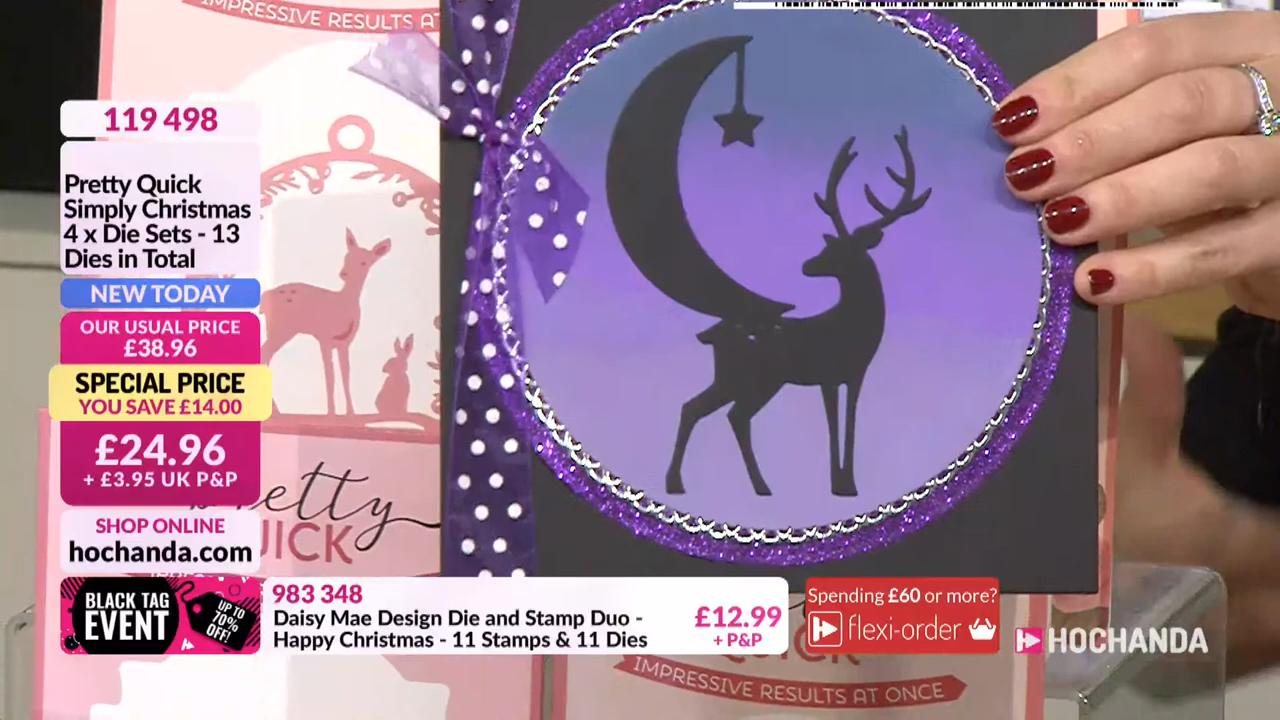 IMPRESSIVE RESULTS AT
119 498
Pretty Quick
Simply Christmas
4 x Die Sets - 13
Dies in Total
NEW TODAY
OUR USUAL PRICE
£38.96
SPECIAL PRICE
YOU SAVE £14.00
£24.96
+ £3.95 UK P&P
SHOP ONLINE
hochanda.com
etty
UICK
BLACK TAG
EVENT
UP TO
70%
OFF!
983 348
Daisy Mae Design Die and Stamp Duo -
Happy Christmas - 11 Stamps & 11 Dies
£12.99
+ P&P
Spending £60 or more?
flexi-order
HOCHANDA
IMPRESSIVE RESULTS AT ONCE